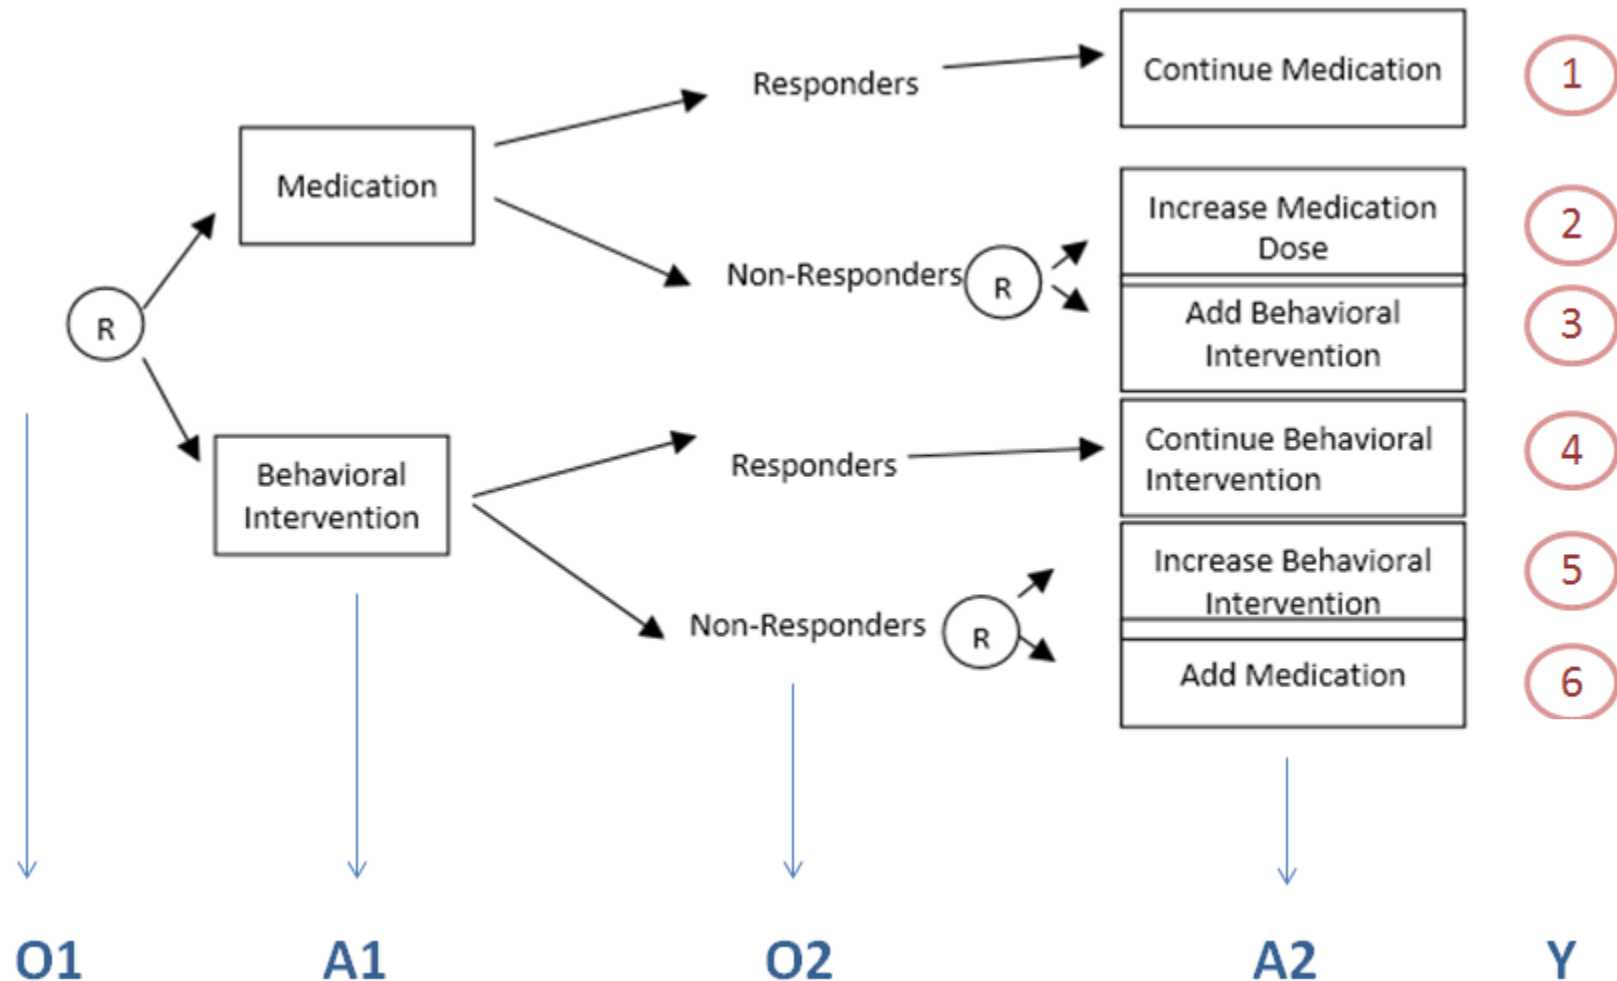 Continue Medication
1
Responders
Medication
Increase Medication
Dose
2
Non-Responders
R
Add Behavioral
Intervention
3
R
Continue Behavioral
Intervention
4
Responders
Behavioral
Intervention
Increase Behavioral
Intervention
5
Non-Responders
R
Add Medication
6
O1
A1
O2
A2
Y